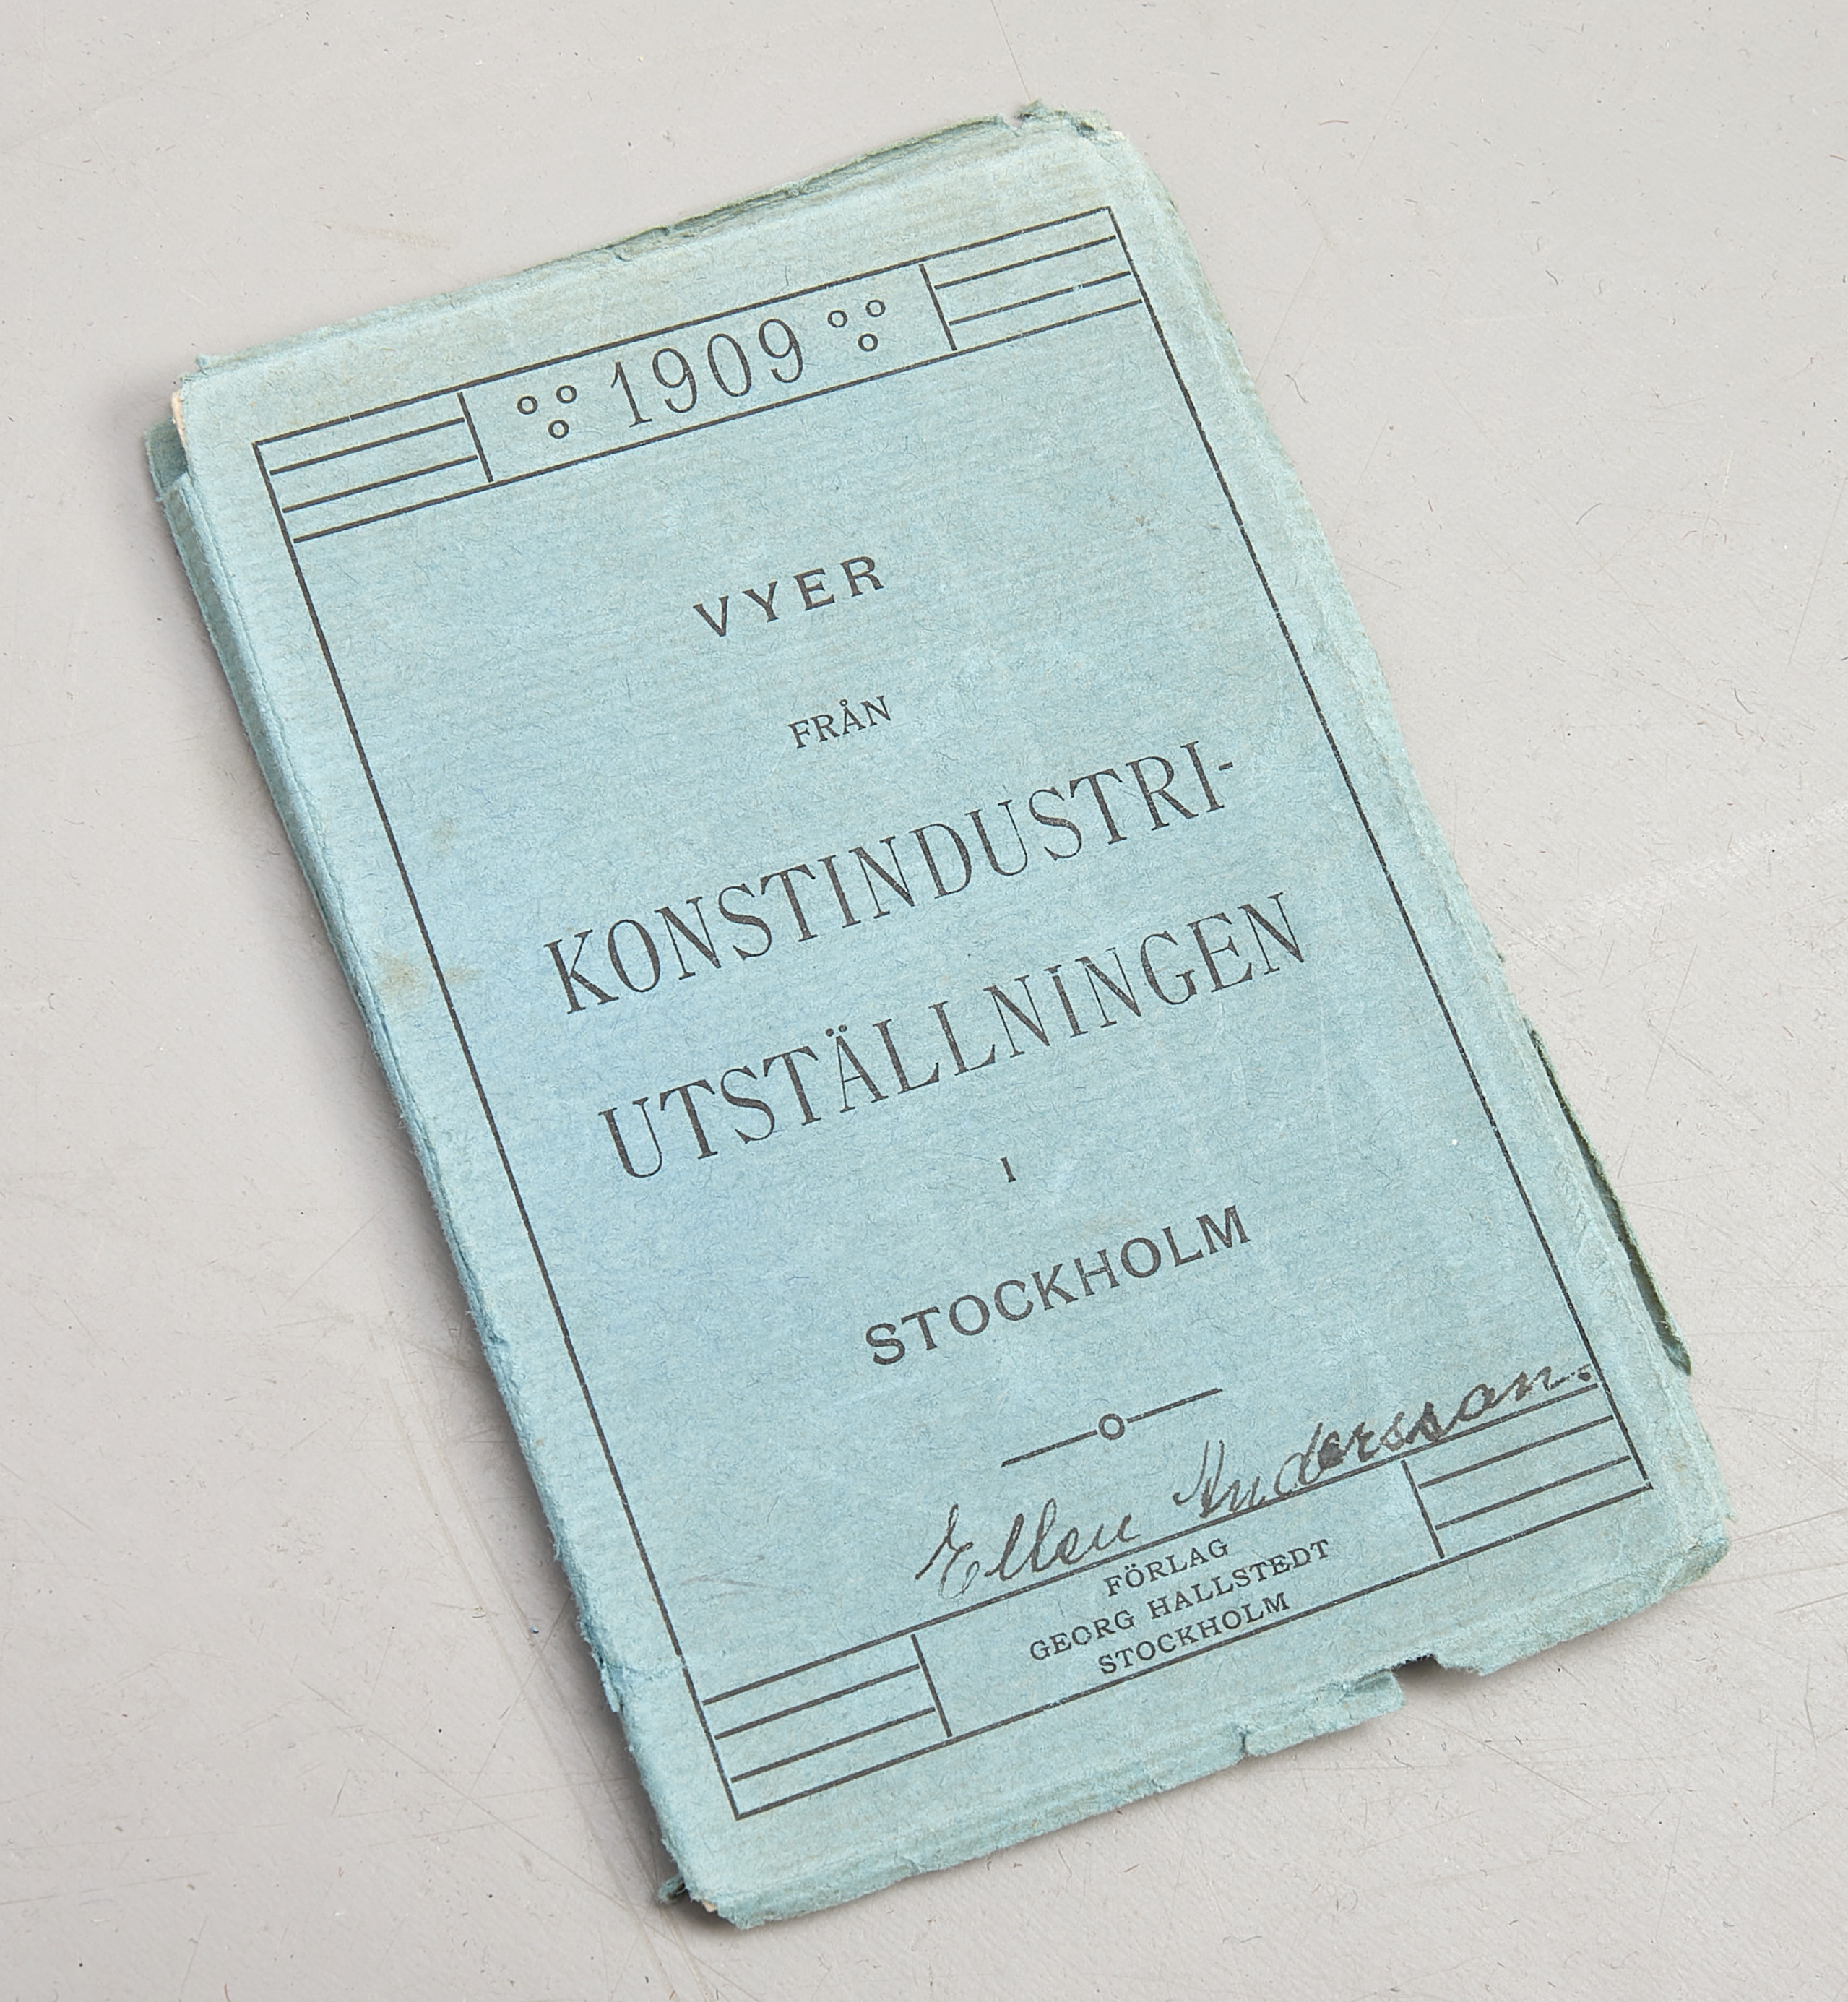 1909
VYER
FRÅN
KONSTINDUSTRI-
UTSTÄLLNINGEN
I
STOCKHOLM
Ellen Andersson.
FÖRLAG
GEORG HALLSTEDT
STOCKHOLM